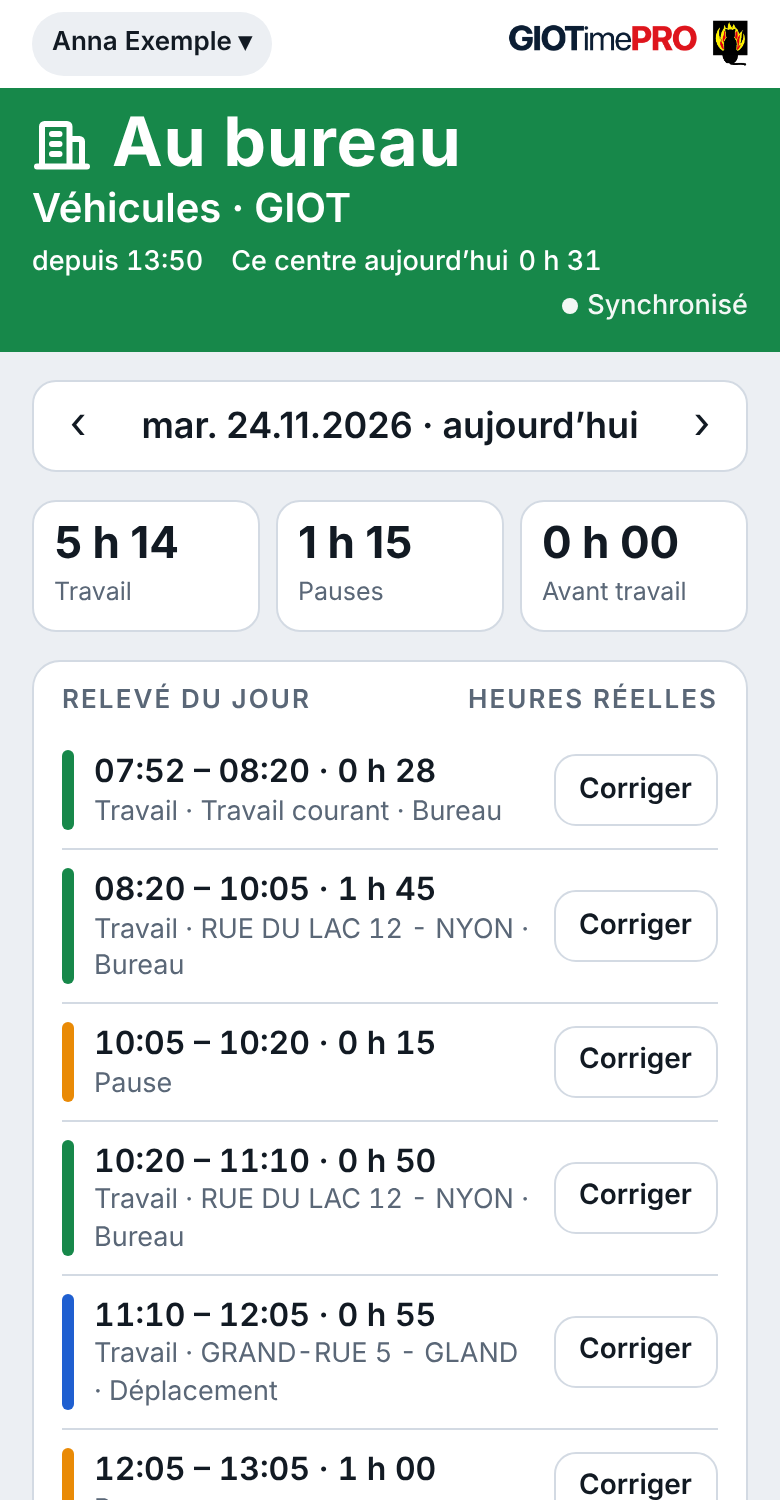 Anna Exemple ▾
GIOTimePRO
Au bureau
Véhicules · GIOT
depuis 13:50 Ce centre aujourd’hui 0 h 31
Synchronisé
‹ mar. 24.11.2026 · aujourd’hui ›
5 h 14
Travail
1 h 15
Pauses
0 h 00
Avant travail
RELEVÉ DU JOUR
HEURES RÉELLES
07:52 – 08:20 · 0 h 28
Travail · Travail courant · Bureau
Corriger
08:20 – 10:05 · 1 h 45
Travail · RUE DU LAC 12 - NYON ·
Bureau
Corriger
10:05 – 10:20 · 0 h 15
Pause
Corriger
10:20 – 11:10 · 0 h 50
Travail · RUE DU LAC 12 - NYON ·
Bureau
Corriger
11:10 – 12:05 · 0 h 55
Travail · GRAND-RUE 5 - GLAND
· Déplacement
Corriger
12:05 – 13:05 · 1 h 00
Corriger